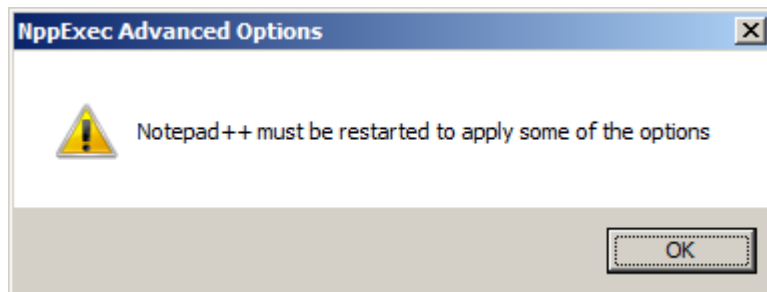 NppExec Advanced Options
Notepad++ must be restarted to apply some of the options
OK